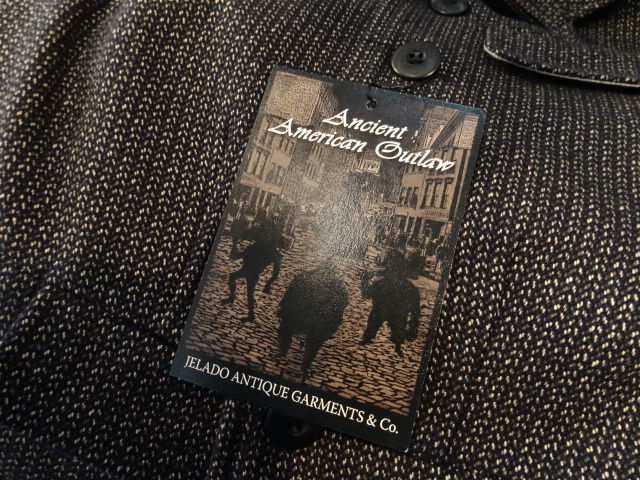 Ancient
American Outlaw
JELADO ANTIQUE GARMENTS & Co.